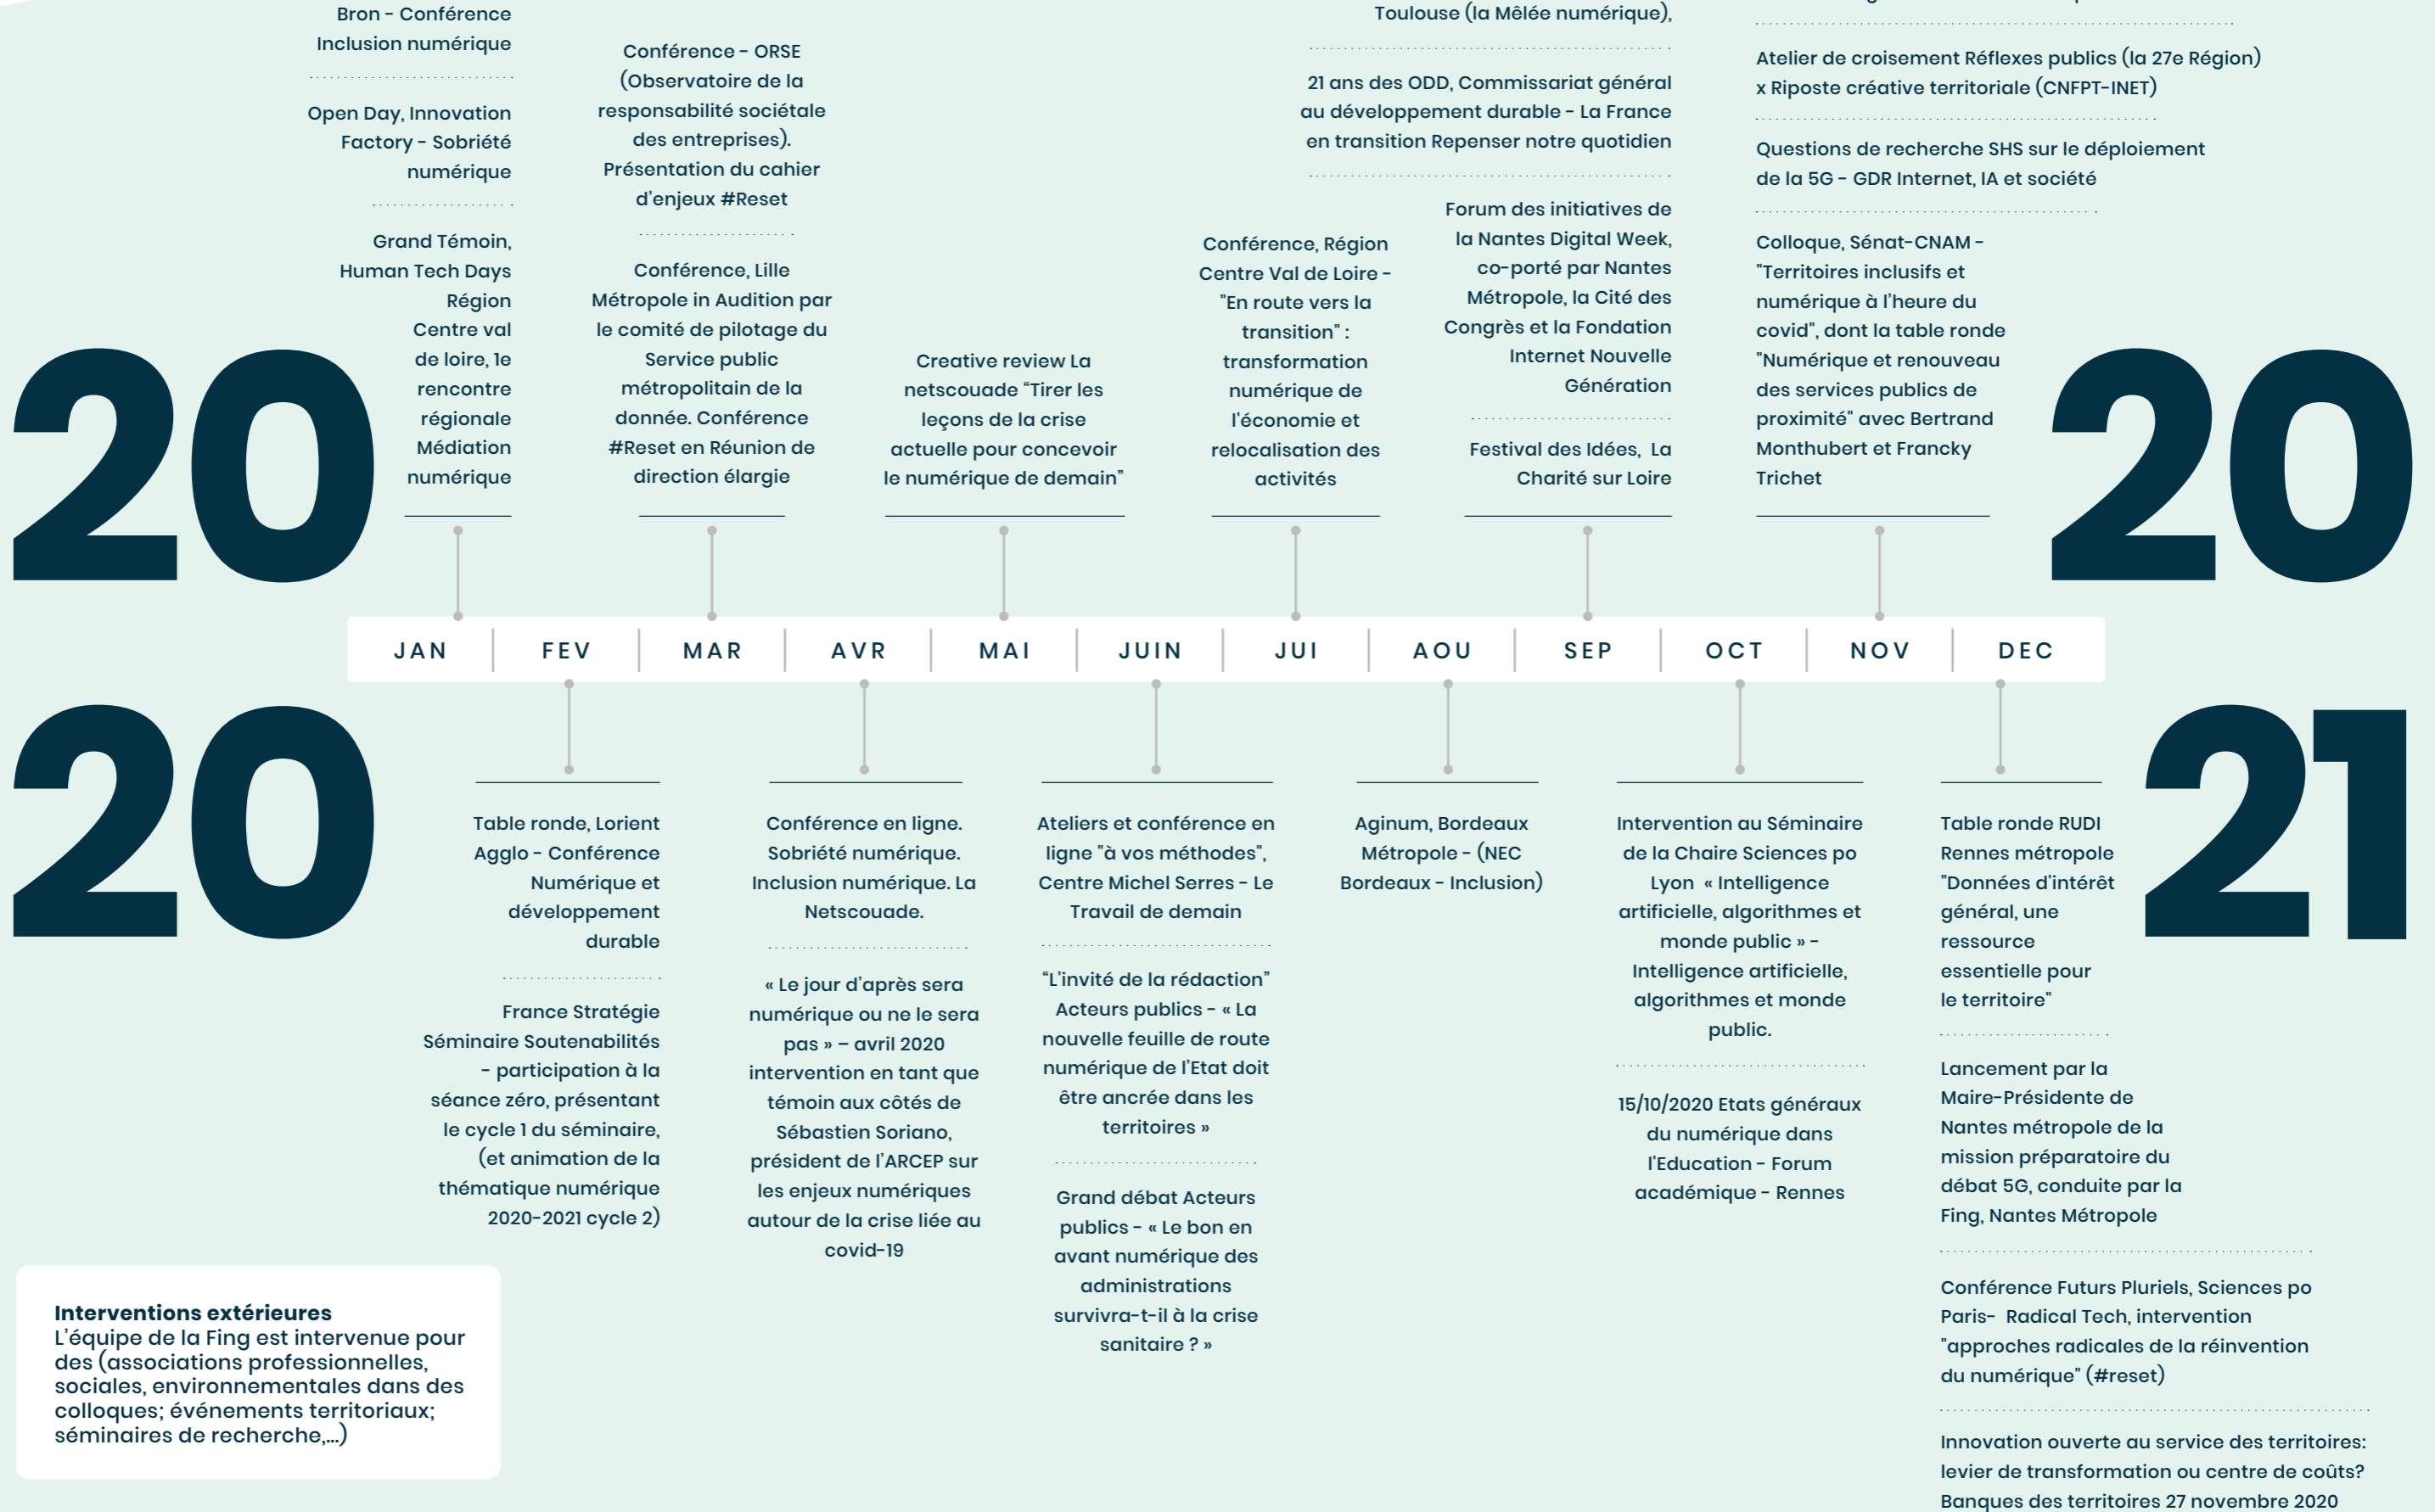 Bron - Conférence
Inclusion numérique
Open Day, Innovation
Factory - Sobriété
numérique
Grand Témoin,
Human Tech Days
Région
Centre val
de loire, 1e
rencontre
régionale
Médiation
numérique
Conférence - ORSE
(Observatoire de la
responsabilité sociétale
des entreprises).
Présentation du cahier
d'enjeux #Reset
Conférence, Lille
Métropole in Audition par
le comité de pilotage du
Service public
métropolitain de la
donnée. Conférence
#Reset en Réunion de
direction élargie
Creative review La
netscouade “Tirer les
leçons de la crise
actuelle pour concevoir
le numérique de demain”
Conférence, Région
Centre Val de Loire -
"En route vers la
transition" :
transformation
numérique de
l'économie et
relocalisation des
activités
Toulouse (la Mêlée numérique),
21 ans des ODD, Commissariat général
au développement durable - La France
en transition Repenser notre quotidien
Forum des initiatives de
la Nantes Digital Week,
co-porté par Nantes
Métropole, la Cité des
Congrès et la Fondation
Internet Nouvelle
Génération
Festival des Idées, La
Charité sur Loire
Atelier de croisement Réflexes publics (la 27e Région)
x Riposte créative territoriale (CNFPT-INET)
Questions de recherche SHS sur le déploiement
de la 5G - GDR Internet, IA et société
Colloque, Sénat-CNAM -
"Territoires inclusifs et
numérique à l’heure du
covid", dont la table ronde
"Numérique et renouveau
des services publics de
proximité" avec Bertrand
Monthubert et Francky
Trichet
20
20
JAN FEV MAR AVR MAI JUIN JUI AOU SEP OCT NOV DEC
20
21
Table ronde, Lorient
Agglo - Conférence
Numérique et
développement
durable
France Stratégie
Séminaire Soutenabilités
- participation à la
séance zéro, présentant
le cycle 1 du séminaire,
(et animation de la
thématique numérique
2020-2021 cycle 2)
Conférence en ligne.
Sobriété numérique.
Inclusion numérique. La
Netscouade.
« Le jour d’après sera
numérique ou ne le sera
pas » – avril 2020
intervention en tant que
témoin aux côtés de
Sébastien Soriano,
président de l’ARCEP sur
les enjeux numériques
autour de la crise liée au
covid-19
Ateliers et conférence en
ligne "à vos méthodes",
Centre Michel Serres - Le
Travail de demain
“L’invité de la rédaction”
Acteurs publics - « La
nouvelle feuille de route
numérique de l’Etat doit
être ancrée dans les
territoires »
Grand débat Acteurs
publics - « Le bon en
avant numérique des
administrations
survivra-t-il à la crise
sanitaire ? »
Aginum, Bordeaux
Métropole - (NEC
Bordeaux - Inclusion)
Intervention au Séminaire
de la Chaire Sciences po
Lyon « Intelligence
artificielle, algorithmes et
monde public » -
Intelligence artificielle,
algorithmes et monde
public.
15/10/2020 Etats généraux
du numérique dans
l'Education - Forum
académique - Rennes
Table ronde RUDI
Rennes métropole
"Données d'intérêt
général, une
ressource
essentielle pour
le territoire"
Lancement par la
Maire-Présidente de
Nantes métropole de la
mission préparatoire du
débat 5G, conduite par la
Fing, Nantes Métropole
Conférence Futurs Pluriels, Sciences po
Paris- Radical Tech, intervention
"approches radicales de la réinvention
du numérique" (#reset)
Innovation ouverte au service des territoires:
levier de transformation ou centre de coûts?
Banques des territoires 27 novembre 2020
Interventions extérieures
L’équipe de la Fing est intervenue pour
des (associations professionnelles,
sociales, environnementales dans des
colloques; événements territoriaux;
séminaires de recherche,...)